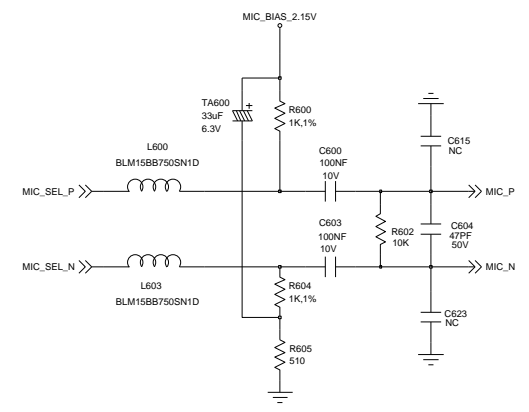 MIC_BIAS_2.15V
TA600
33uF
6.3V
R600
1K,1%
L600
BLM15BB750SN1D
C600
100NF
10V
C615
NC
MIC_SEL_P
MIC_P
C603
100NF
10V
R602
10K
C604
47PF
50V
MIC_SEL_N
MIC_N
L603
BLM15BB750SN1D
R604
1K,1%
C623
NC
R605
510